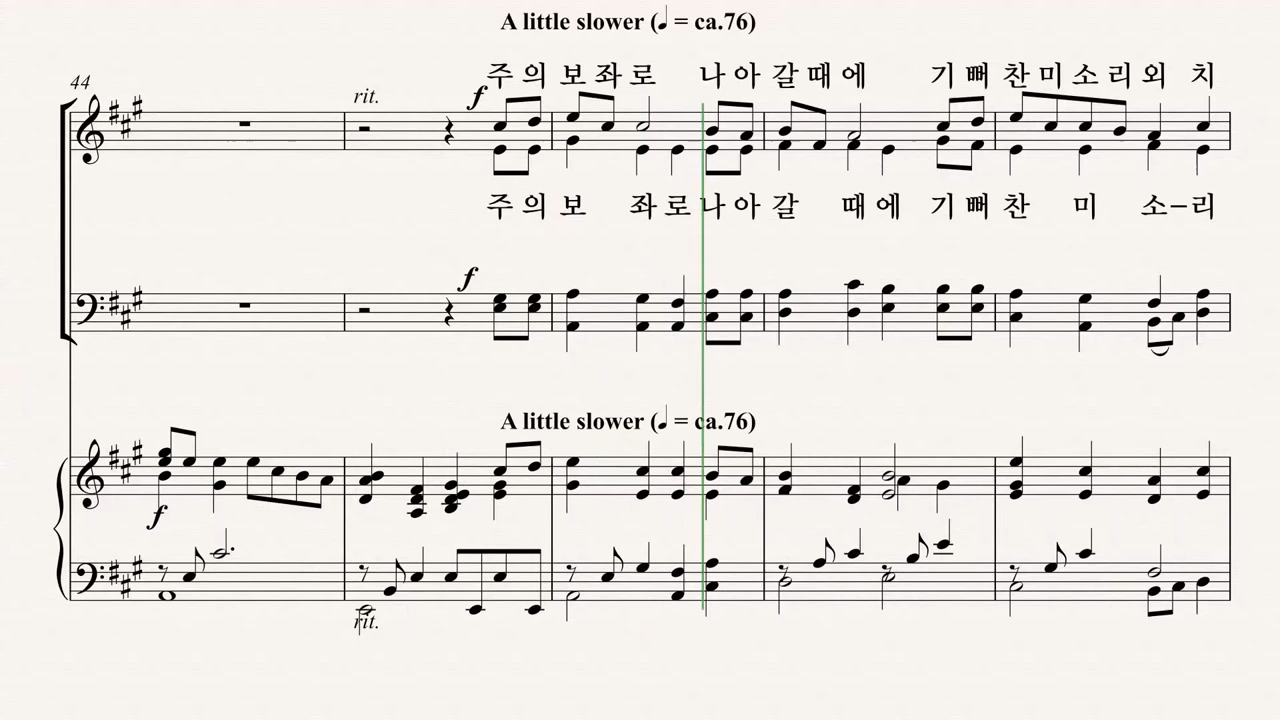 A little slower (♩ = ca.76)
주의 보좌로 나아 갈때에 기뻐 찬미소리외 치
44
rit.
f
주의 보 좌로 나아 갈 때에 기뻐 찬 미 소–리
f
A little slower (♩ = ca.76)
f
rit.